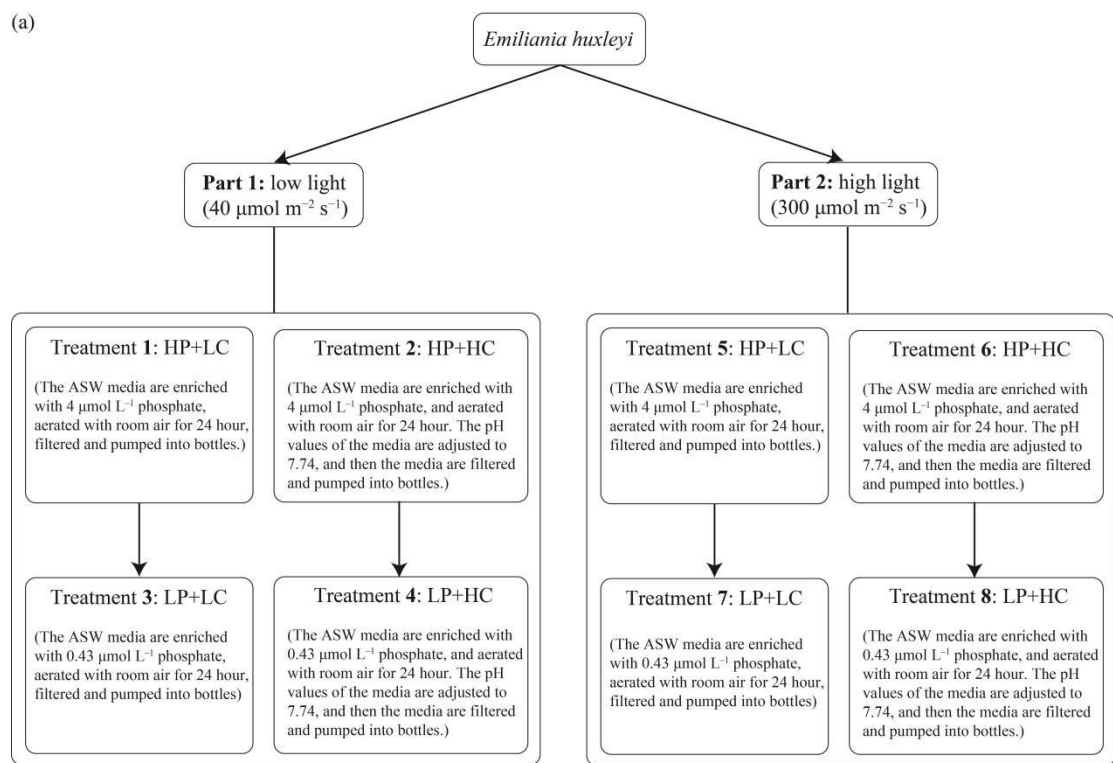 (a)
Emiliania huxleyi
Part 1: low light
(40 μmol m⁻² s⁻¹)
Part 2: high light
(300 μmol m⁻² s⁻¹)
Treatment 1: HP+LC
(The ASW media are enriched
with 4 μmol L⁻¹ phosphate,
aerated with room air for 24 hour,
filtered and pumped into bottles.)
Treatment 2: HP+HC
(The ASW media are enriched with
4 μmol L⁻¹ phosphate, and aerated
with room air for 24 hour. The pH
values of the media are adjusted to
7.74, and then the media are filtered
and pumped into bottles.)
Treatment 3: LP+LC
(The ASW media are enriched
with 0.43 μmol L⁻¹ phosphate,
aerated with room air for 24 hour,
filtered and pumped into bottles)
Treatment 4: LP+HC
(The ASW media are enriched with
0.43 μmol L⁻¹ phosphate, and aerated
with room air for 24 hour. The pH
values of the media are adjusted to
7.74, and then the media are filtered
and pumped into bottles.)
Treatment 5: HP+LC
(The ASW media are enriched
with 4 μmol L⁻¹ phosphate,
aerated with room air for 24 hour,
filtered and pumped into bottles.)
Treatment 6: HP+HC
(The ASW media are enriched with
4 μmol L⁻¹ phosphate, and aerated
with room air for 24 hour. The pH
values of the media are adjusted to
7.74, and then the media are filtered
and pumped into bottles.)
Treatment 7: LP+LC
(The ASW media are enriched
with 0.43 μmol L⁻¹ phosphate,
aerated with room air for 24 hour,
filtered and pumped into bottles)
Treatment 8: LP+HC
(The ASW media are enriched with
0.43 μmol L⁻¹ phosphate, and aerated
with room air for 24 hour. The pH
values of the media are adjusted to
7.74, and then the media are filtered
and pumped into bottles.)